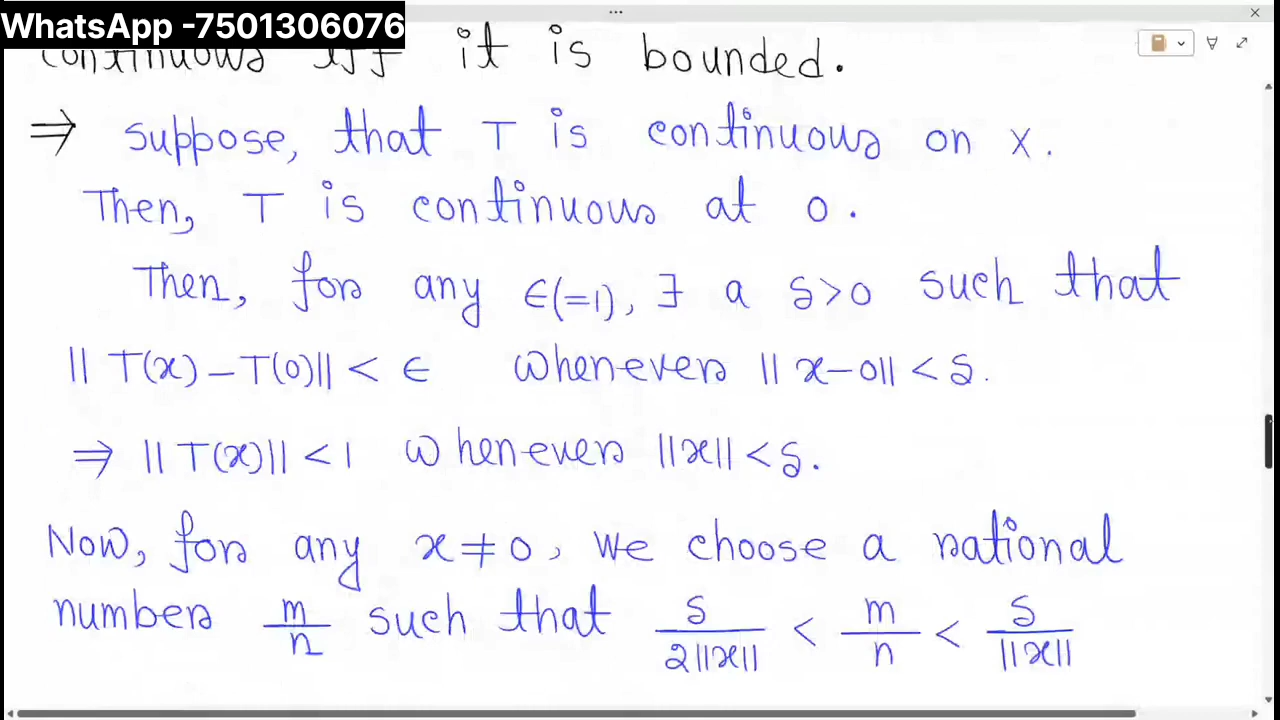 WhatsApp -7501306076
continuous iff it is bounded.
⇒ suppose, that T is continuous on X.
Then, T is continuous at 0.
Then, for any ϵ(=1), ∃ a δ>0 such that
|| T(x) – T(0)|| < ϵ whenever || x–0|| < δ.
⇒ || T(x)|| < 1 whenever ||x|| < δ.
Now, for any x ≠ 0, we choose a rational
number m/n such that δ/2||x|| < m/n < δ/||x||